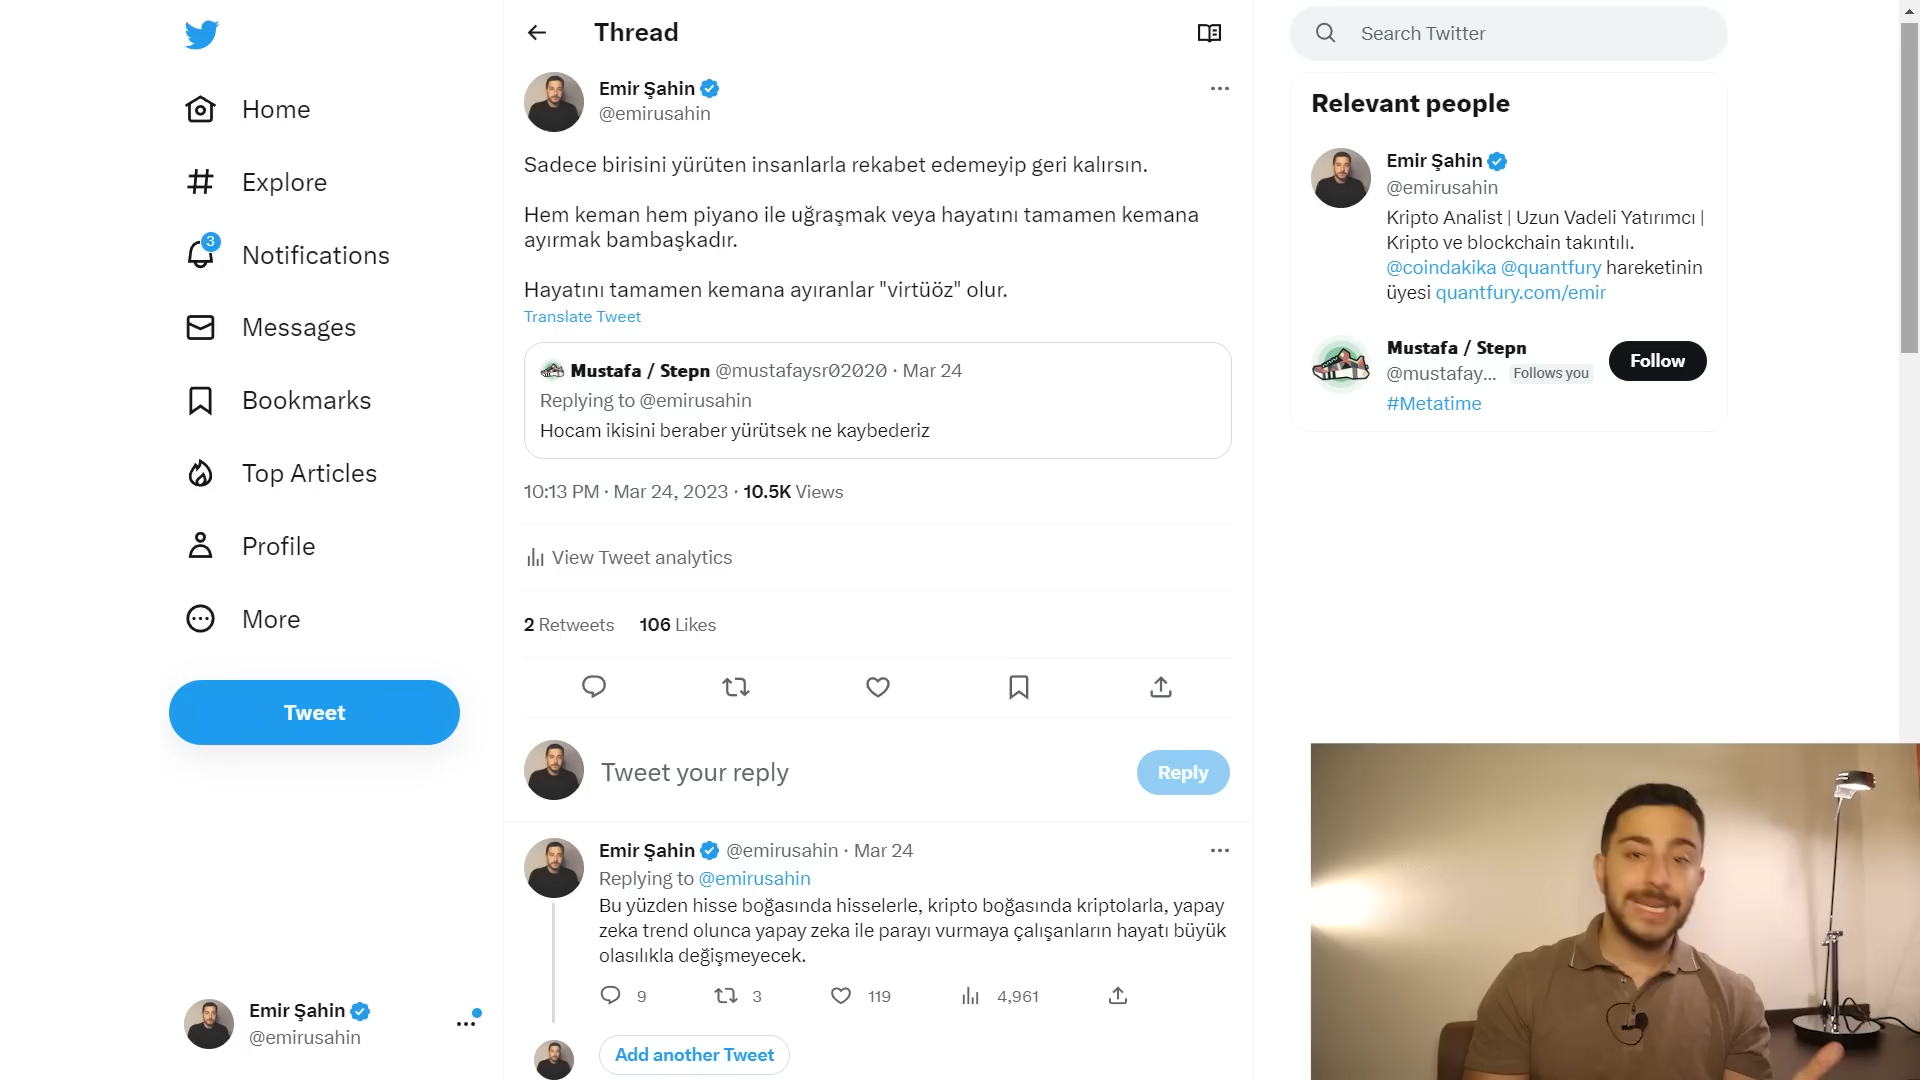 Home
Explore
3
Notifications
Messages
Bookmarks
Top Articles
Profile
More
Tweet
Emir Şahin
@emirusahin
Thread
Emir Şahin
@emirusahin
Sadece birisini yürüten insanlarla rekabet edemeyip geri kalırsın.
Hem keman hem piyano ile uğraşmak veya hayatını tamamen kemana
ayırmak bambaşkadır.
Hayatını tamamen kemana ayıranlar "virtüöz" olur.
Translate Tweet
Mustafa / Stepn @mustafaysr02020 · Mar 24
Replying to @emirusahin
Hocam ikisini beraber yürütsek ne kaybederiz
10:13 PM · Mar 24, 2023 · 10.5K Views
View Tweet analytics
2 Retweets 106 Likes
Tweet your reply
Reply
Emir Şahin @emirusahin · Mar 24
Replying to @emirusahin
Bu yüzden hisse boğasında hisselerle, kripto boğasında kriptolarla, yapay
zeka trend olunca yapay zeka ile parayı vurmaya çalışanların hayatı büyük
olasılıkla değişmeyecek.
9 3 119 4,961
Add another Tweet
Search Twitter
Relevant people
Emir Şahin
@emirusahin
Kripto Analist | Uzun Vadeli Yatırımcı |
Kripto ve blockchain takıntılı.
@coindakika @quantfury hareketinin
üyesi quantfury.com/emir
Mustafa / Stepn
@mustafay... Follows you
Follow
#Metatime